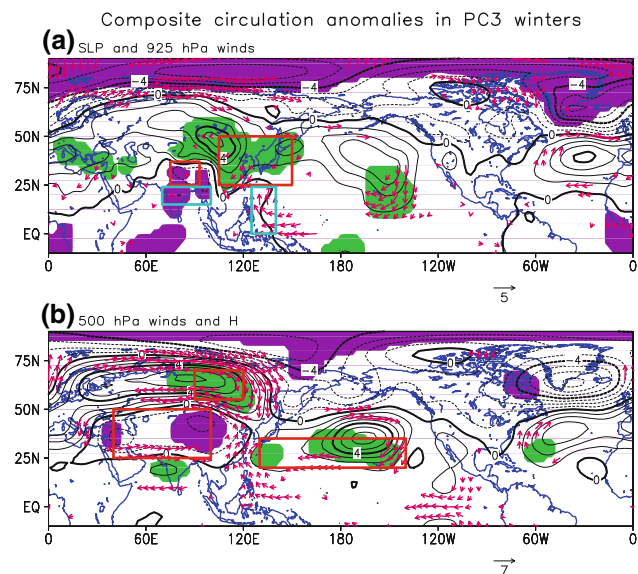 Composite circulation anomalies in PC3 winters
(a) SLP and 925 hPa winds
75N
50N
25N
EQ
-4
-4
-4
0
0
0
0
0
0
0
4
0 60E 120E 180 120W 60W 0
5
(b) 500 hPa winds and H
75N
50N
25N
EQ
-4
-4
4
4
4
0
0
0
0
0
0
0 60E 120E 180 120W 60W 0
7